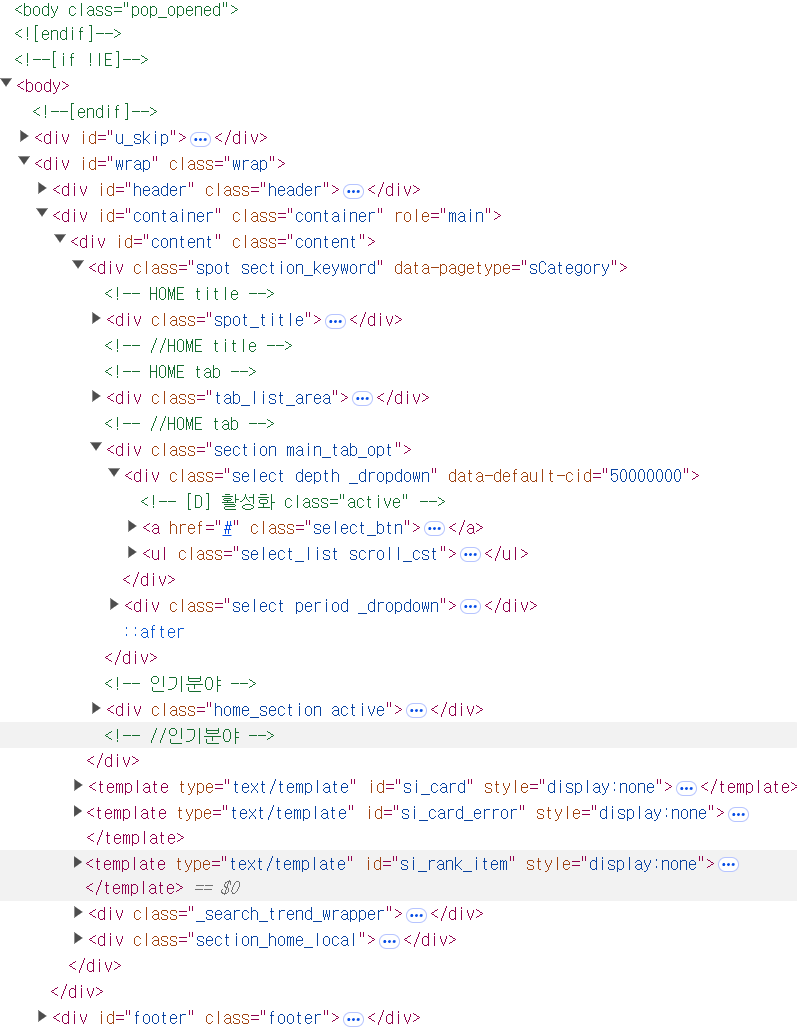 <body class="pop_opened">
<![endif]-->
<!--[if !IE]-->
▼<body>
<!--[endif]-->
▶<div id="u_skip">⋯</div>
▼<div id="wrap" class="wrap">
▶<div id="header" class="header">⋯</div>
▼<div id="container" class="container" role="main">
▼<div id="content" class="content">
▼<div class="spot section_keyword" data-pagetype="sCategory">
<!-- HOME title -->
▶<div class="spot_title">⋯</div>
<!-- //HOME title -->
<!-- HOME tab -->
▶<div class="tab_list_area">⋯</div>
<!-- //HOME tab -->
▼<div class="section main_tab_opt">
▼<div class="select depth _dropdown" data-default-cid="50000000">
<!-- [D] 활성화 class="active" -->
▶<a href="#" class="select_btn">⋯</a>
▶<ul class="select_list scroll_cst">⋯</ul>
</div>
▶<div class="select period _dropdown">⋯</div>
::after
</div>
<!-- 인기분야 -->
▶<div class="home_section active">⋯</div>
<!-- //인기분야 -->
</div>
▶<template type="text/template" id="si_card" style="display:none">⋯</template>
▶<template type="text/template" id="si_card_error" style="display:none">⋯
</template>
▶<template type="text/template" id="si_rank_item" style="display:none">⋯
</template> == $0
▶<div class="_search_trend_wrapper">⋯</div>
▶<div class="section_home_local">⋯</div>
</div>
</div>
▶<div id="footer" class="footer">⋯</div>